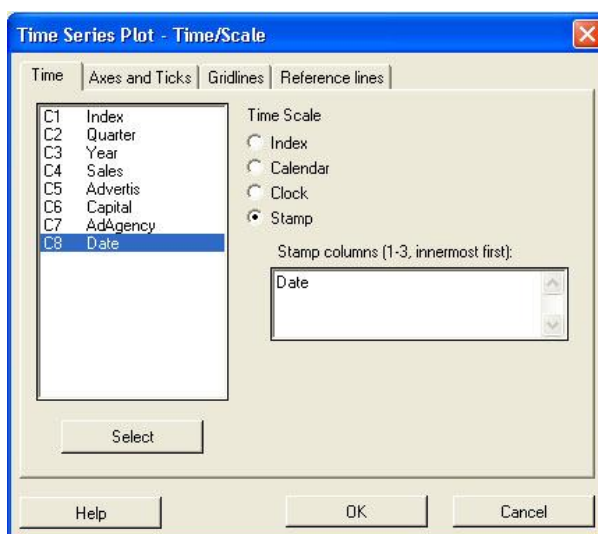 Time Series Plot - Time/Scale
Time Axes and Ticks Gridlines Reference lines
C1 Index
C2 Quarter
C3 Year
C4 Sales
C5 Advertis
C6 Capital
C7 AdAgency
C8 Date
Time Scale
Index
Calendar
Clock
Stamp
Stamp columns (1-3, innermost first):
Date
Select
Help OK Cancel